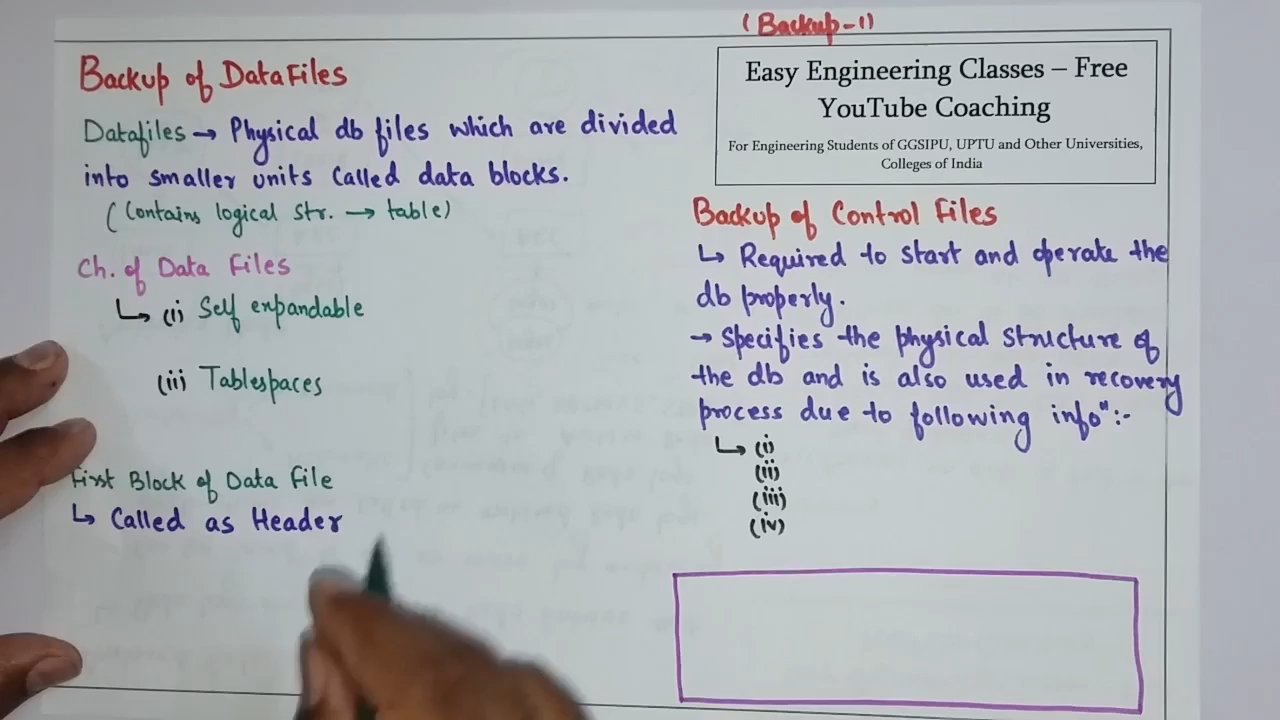 (Backup-1)
Backup of DataFiles
Datafiles → Physical db files which are divided
into smaller units Called data blocks.
(Contains logical Str. → table)
Ch. of Data Files
↳ (i) Self expandable
(ii) Tablespaces
First Block of Data File
↳ Called as Header
Easy Engineering Classes – Free
YouTube Coaching
For Engineering Students of GGSIPU, UPTU and Other Universities,
Colleges of India
Backup of Control Files
↳ Required to start and operate the
db properly.
→ Specifies the physical structure of
the db and is also used in recovery
process due to following infoⁿ:-
↳ (i)
(ii)
(iii)
(iv)